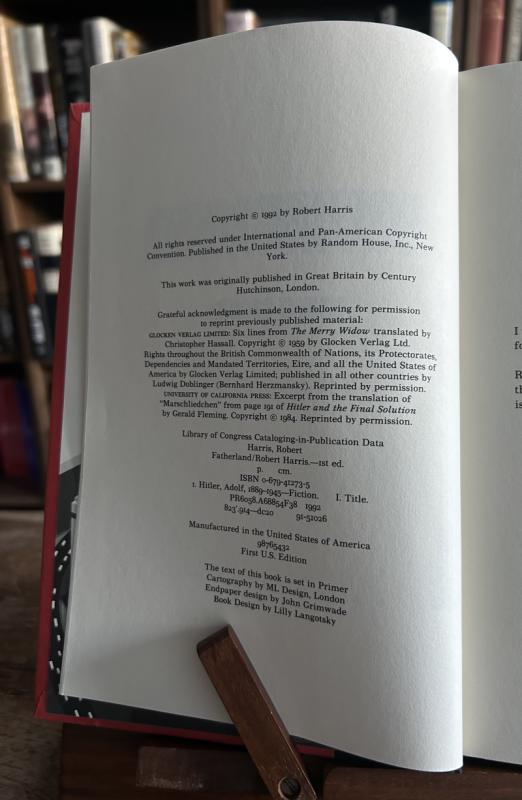 Copyright © 1992 by Robert Harris
All rights reserved under International and Pan-American Copyright
Convention. Published in the United States by Random House, Inc., New
York.
This work was originally published in Great Britain by Century
Hutchinson, London.
Grateful acknowledgment is made to the following for permission
to reprint previously published material:
GLOCKEN VERLAG LIMITED: Six lines from The Merry Widow translated by
Christopher Hassall. Copyright © 1959 by Glocken Verlag Ltd.
Rights throughout the British Commonwealth of Nations, its Protectorates,
Dependencies and Mandated Territories, Eire, and all the United States of
America by Glocken Verlag Limited; published in all other countries by
Ludwig Doblinger (Bernhard Herzmansky). Reprinted by permission.
UNIVERSITY OF CALIFORNIA PRESS: Excerpt from the translation of
"Marschliedchen" from page 191 of Hitler and the Final Solution
by Gerald Fleming. Copyright © 1984. Reprinted by permission.
Library of Congress Cataloging-in-Publication Data
Harris, Robert
Fatherland/Robert Harris.—1st ed.
p. cm.
ISBN 0-679-41273-5
1. Hitler, Adolf, 1889-1945—Fiction. I. Title.
PR6058.A68854F38 1992
823'.914—dc20 91-51026
Manufactured in the United States of America
98765432
First U.S. Edition
The text of this book is set in Primer
Cartography by ML Design, London
Endpaper design by John Grimwade
Book Design by Lilly Langotsky
I